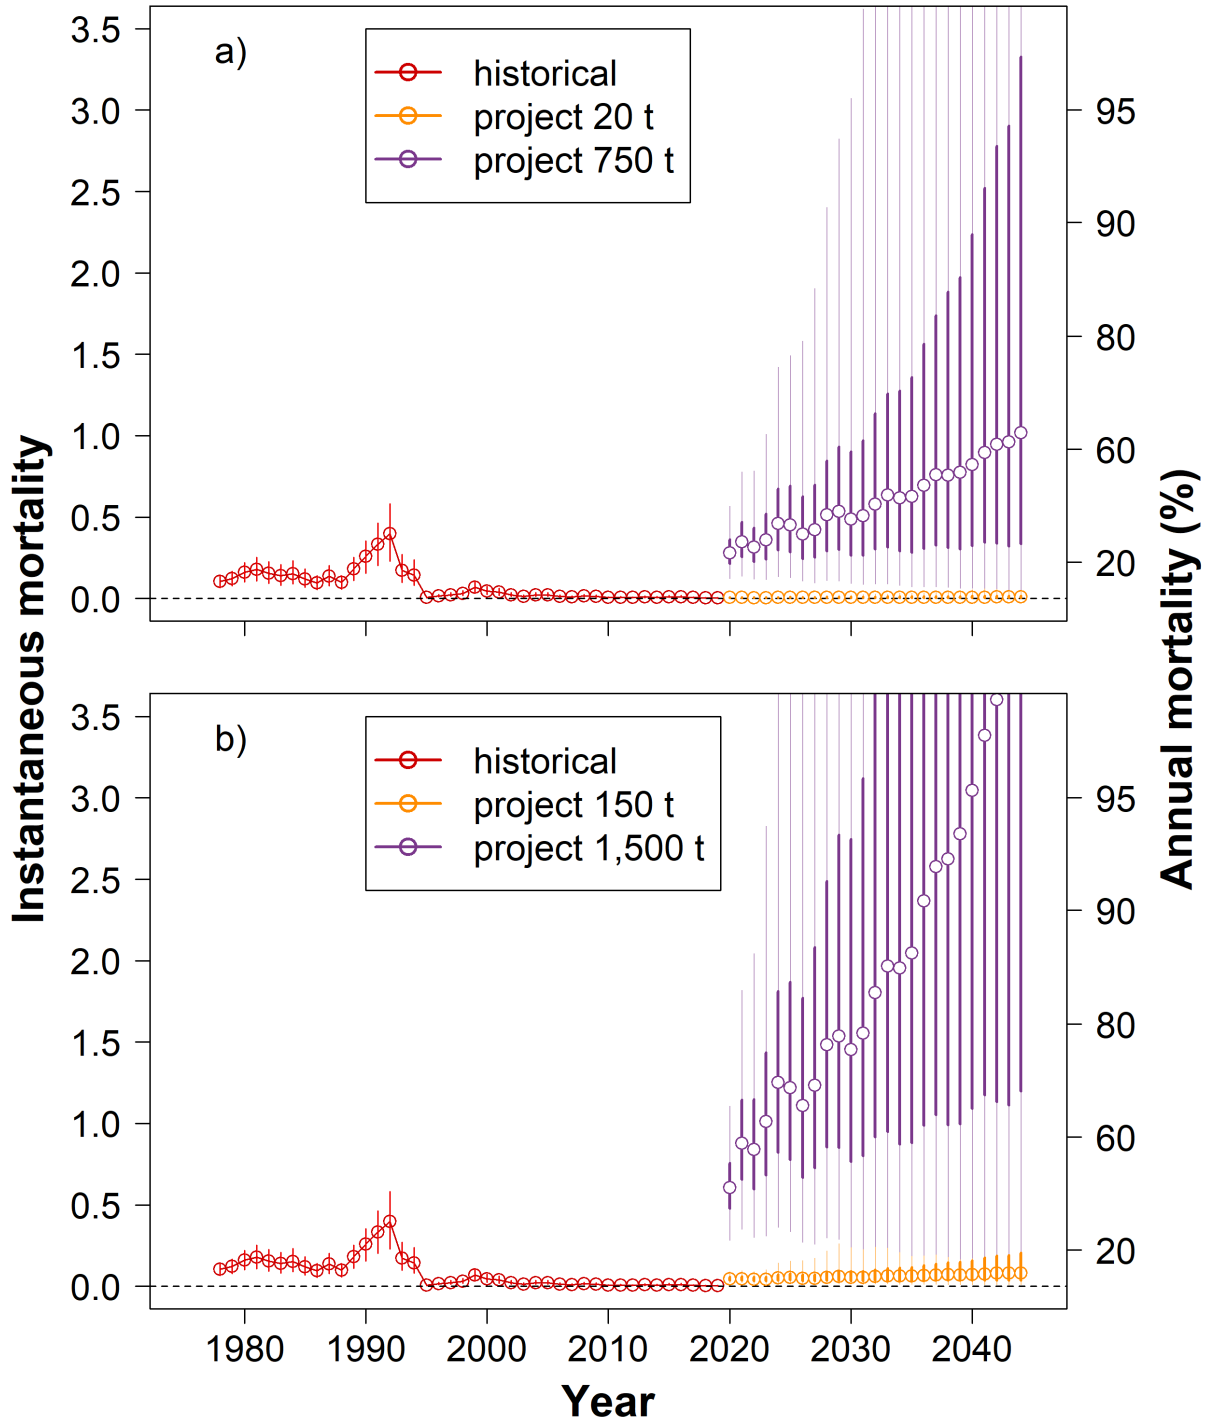 a)
historical
project 20 t
project 750 t
3.5
3.0
2.5
2.0
1.5
1.0
0.5
0.0
95
90
80
60
20
b)
historical
project 150 t
project 1,500 t
3.5
3.0
2.5
2.0
1.5
1.0
0.5
0.0
95
90
80
60
20
1980 1990 2000 2010 2020 2030 2040
Year
Instantaneous mortality
Annual mortality (%)